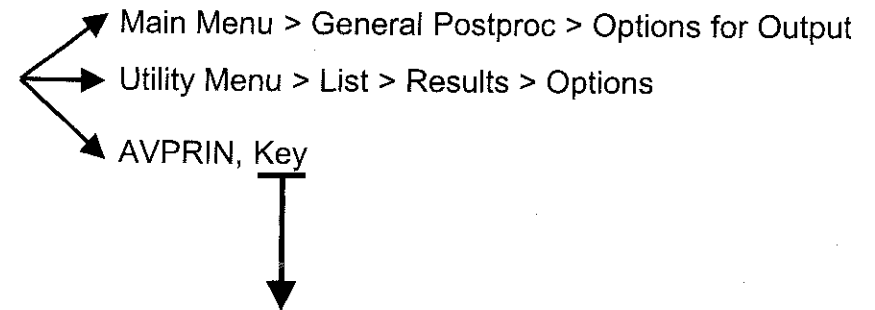 Main Menu > General Postproc > Options for Output
Utility Menu > List > Results > Options
AVPRIN, Key